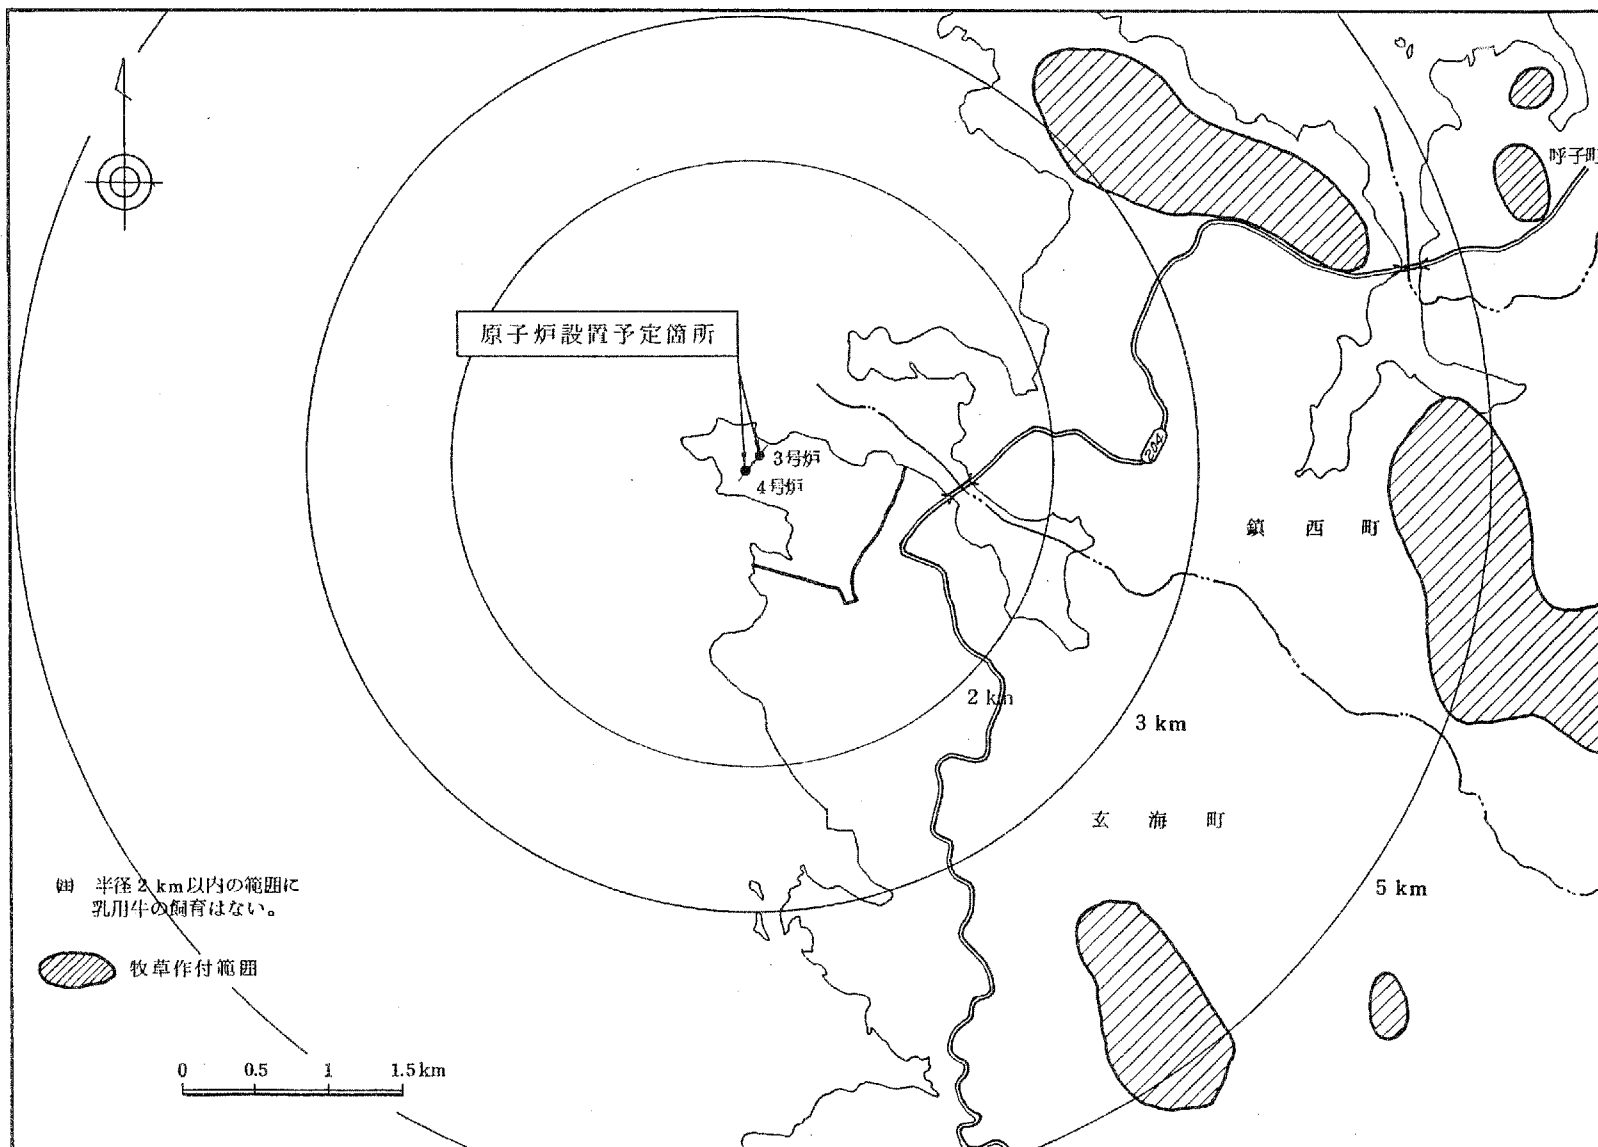 呼子町
原子炉設置予定箇所
3号炉
4号炉
204
鎮西町
2 km
3 km
玄海町
5 km
半径2km以内の範囲に
乳用牛の飼育はない。
牧草作付範囲
0 0.5 1 1.5km